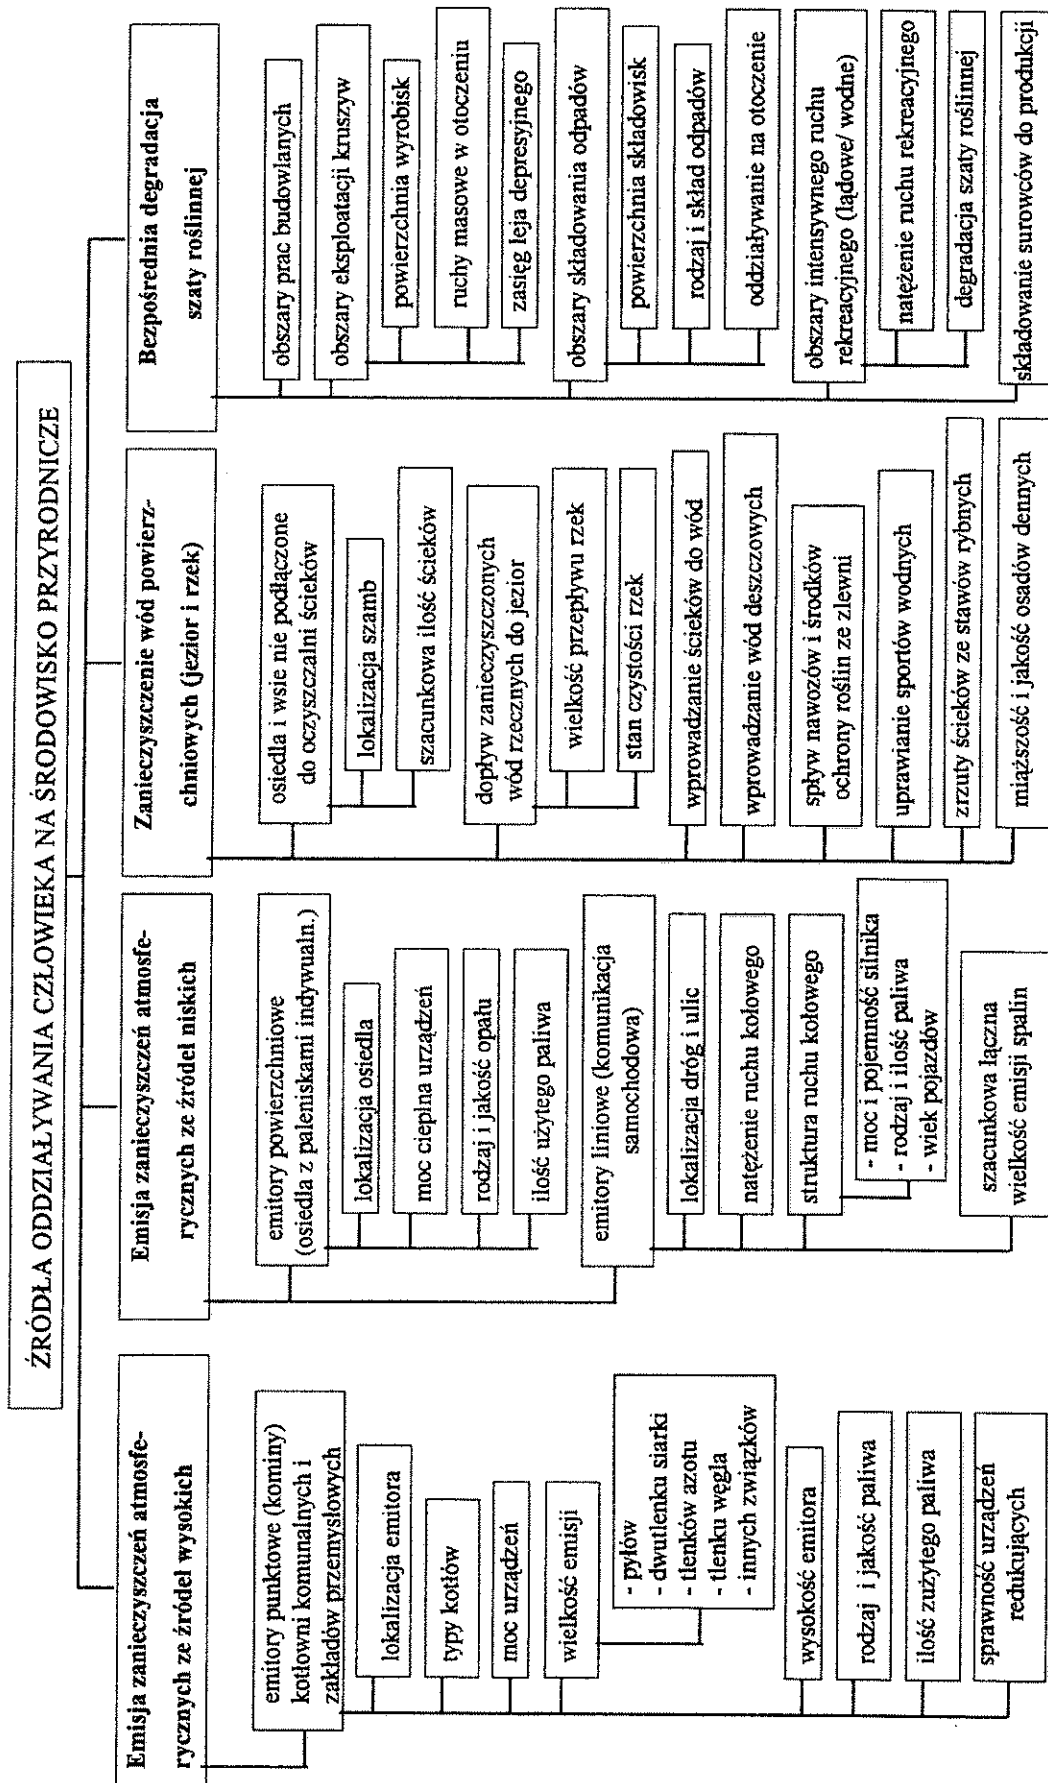 ŹRÓDŁA ODDZIAŁYWANIA CZŁOWIEKA NA ŚRODOWISKO PRZYRODNICZE
Emisja zanieczyszczeń atmosfe-
rycznych ze źródeł wysokich
emitory punktowe (kominy)
kotłowni komunalnych i
zakładów przemysłowych
lokalizacja emitora
typy kotłów
moc urządzeń
wielkość emisji
- pyłów
- dwutlenku siarki
- tlenków azotu
- tlenku węgla
- innych związków
wysokość emitora
rodzaj i jakość paliwa
ilość zużytego paliwa
sprawność urządzeń
redukujących
Emisja zanieczyszczeń atmosfe-
rycznych ze źródeł niskich
emitory powierzchniowe
(osiedla z paleniskami indywualn.)
lokalizacja osiedla
moc cieplna urządzeń
rodzaj i jakość opału
ilość użytego paliwa
emitory liniowe (komunikacja
samochodowa)
lokalizacja dróg i ulic
natężenie ruchu kołowego
struktura ruchu kołowego
- moc i pojemność silnika
- rodzaj i ilość paliwa
- wiek pojazdów
szacunkowa łączna
wielkość emisji spalin
Zanieczyszczenie wód powierz-
chniowych (jezior i rzek)
osiedla i wsie nie podłączone
do oczyszczalni ścieków
lokalizacja szamb
szacunkowa ilość ścieków
dopływ zanieczyszczonych
wód rzecznych do jezior
wielkość przepływu rzek
stan czystości rzek
wprowadzanie ścieków do wód
wprowadzanie wód deszczowych
spływ nawozów i środków
ochrony roślin ze zlewni
uprawianie sportów wodnych
zrzuty ścieków ze stawów rybnych
miąższość i jakość osadów dennych
Bezpośrednia degradacja
szaty roślinnej
obszary prac budowlanych
obszary eksploatacji kruszyw
powierzchnia wyrobisk
ruchy masowe w otoczeniu
zasięg leja depresyjnego
obszary składowania odpadów
powierzchnia składowisk
rodzaj i skład odpadów
oddziaływanie na otoczenie
obszary intensywnego ruchu
rekreacyjnego (lądowe/ wodne)
natężenie ruchu rekreacyjnego
degradacja szaty roślinnej
składowanie surowców do produkcji